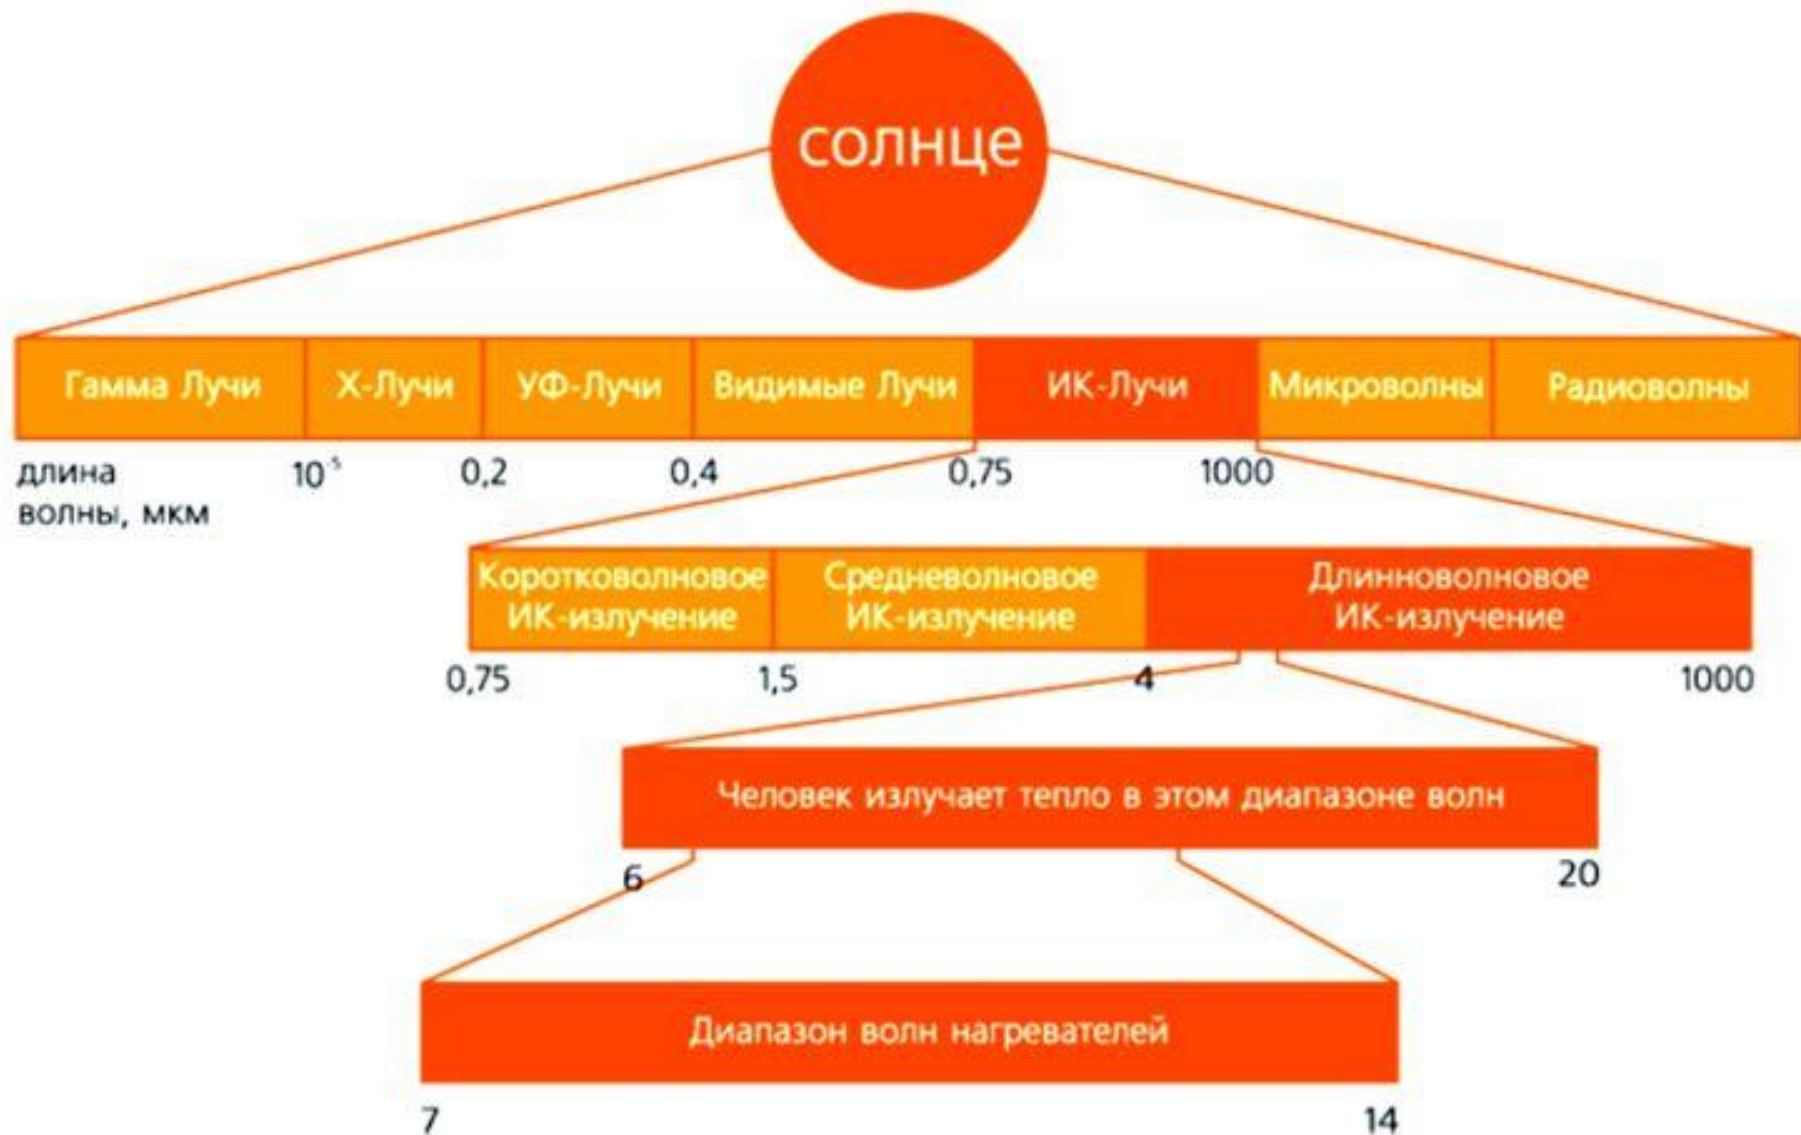 солнце
Гамма Лучи Х-Лучи УФ-Лучи Видимые Лучи ИК-Лучи Микроволны Радиоволны
длина 10⁻⁵ 0,2 0,4 0,75 1000
волны, мкм
Коротковолновое Средневолновое Длинноволновое
ИК-излучение ИК-излучение ИК-излучение
0,75 1,5 4 1000
Человек излучает тепло в этом диапазоне волн
6 20
Диапазон волн нагревателей
7 14